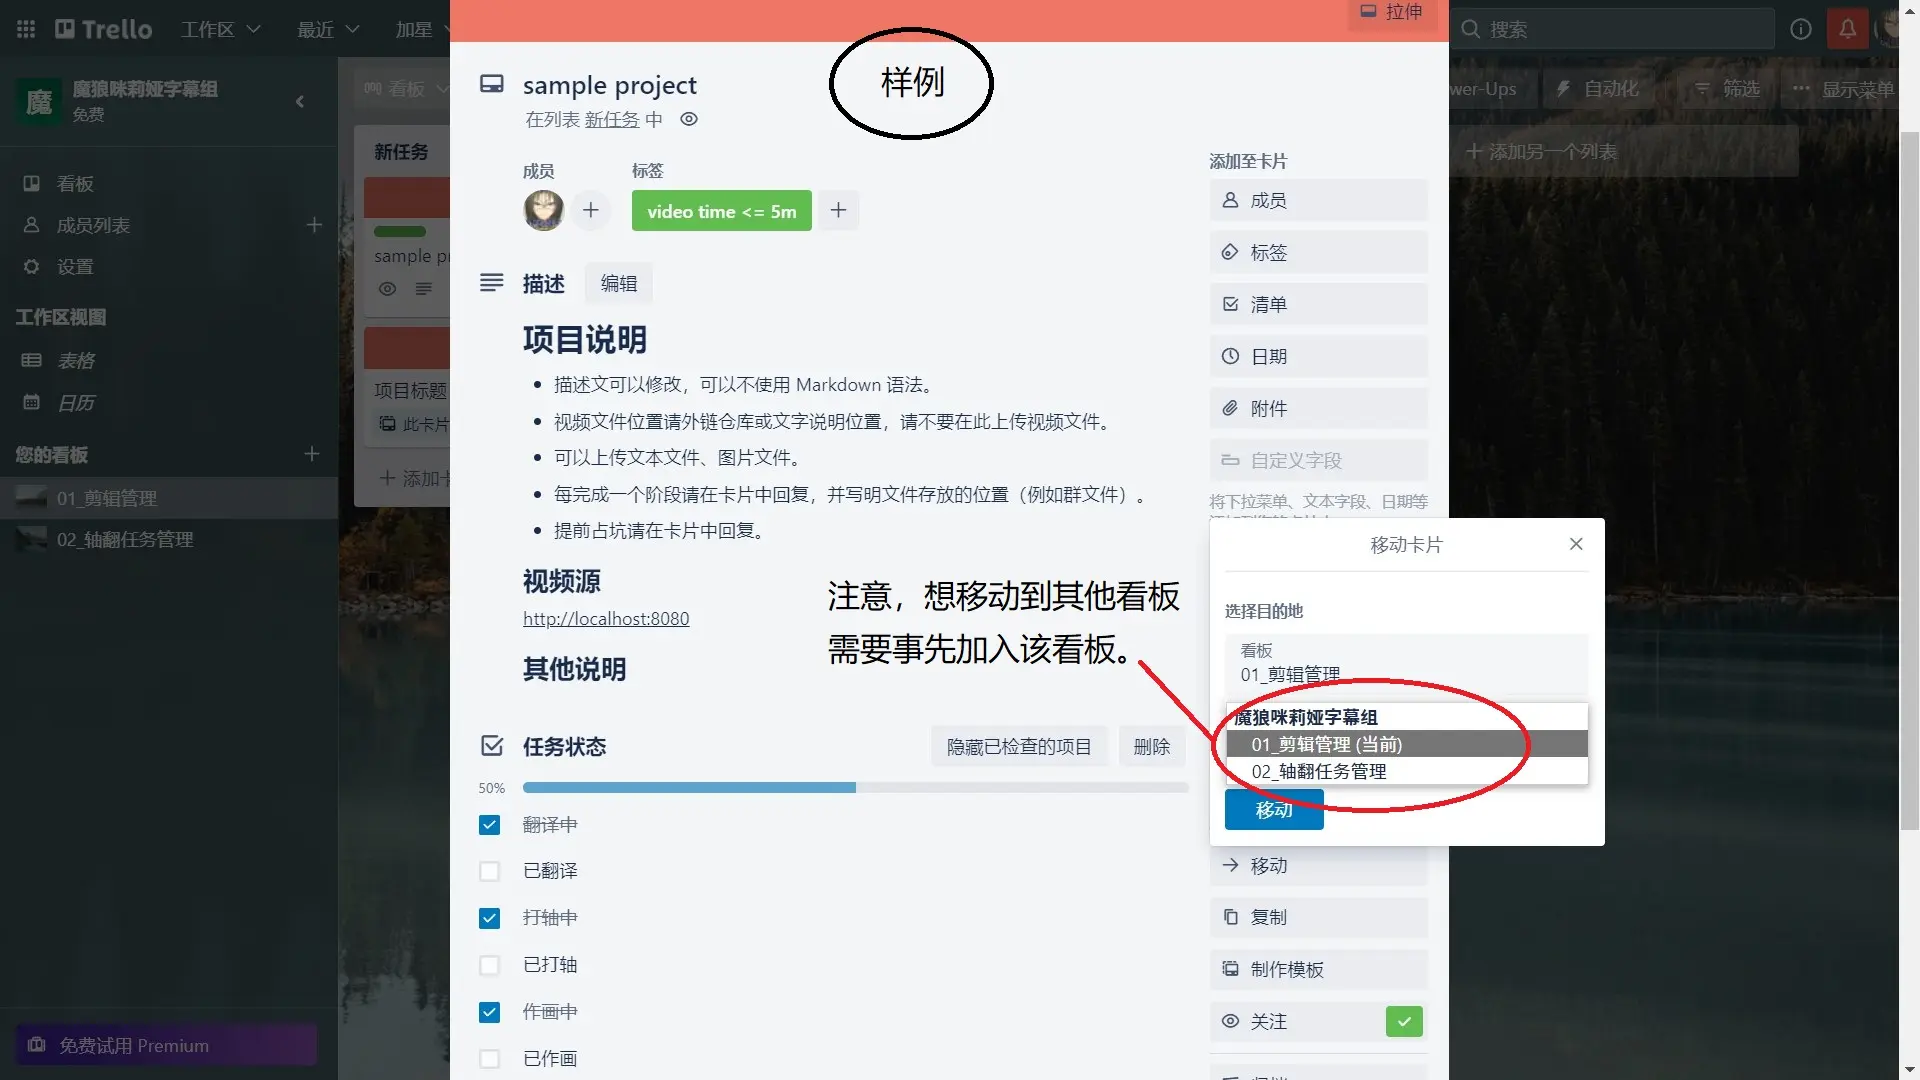 Trello
工作区
最近
加星
搜索
魔狼咪莉娅字幕组
免费
魔
看板
成员列表
设置
工作区视图
表格
日历
您的看板
01_剪辑管理
02_轴翻任务管理
免费试用 Premium
看板
新任务
sample pr
项目标题
此卡片
添加卡
拉伸
sample project
在列表 新任务 中
样例
成员
标签
video time <= 5m
描述
编辑
项目说明
描述文可以修改，可以不使用 Markdown 语法。
视频文件位置请外链仓库或文字说明位置，请不要在此上传视频文件。
可以上传文本文件、图片文件。
每完成一个阶段请在卡片中回复，并写明文件存放的位置（例如群文件）。
提前占坑请在卡片中回复。
视频源
http://localhost:8080
其他说明
注意，想移动到其他看板
需要事先加入该看板。
任务状态
隐藏已检查的项目
删除
50%
翻译中
已翻译
打轴中
已打轴
作画中
已作画
添加至卡片
成员
标签
清单
日期
附件
自定义字段
将下拉菜单、文本字段、日期等
移动卡片
选择目的地
看板
01_剪辑管理
魔狼咪莉娅字幕组
01_剪辑管理 (当前)
02_轴翻任务管理
移动
移动
复制
制作模板
关注
wer-Ups
自动化
筛选
显示菜单
添加另一个列表